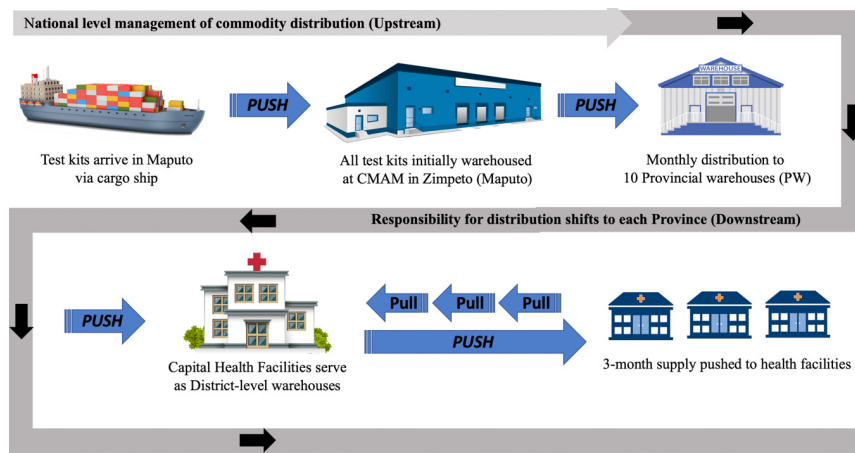 National level management of commodity distribution (Upstream)
PUSH
PUSH
WAREHOUSE
Test kits arrive in Maputo
via cargo ship
All test kits initially warehoused
at CMAM in Zimpeto (Maputo)
Monthly distribution to
10 Provincial warehouses (PW)
Responsibility for distribution shifts to each Province (Downstream)
PUSH
Pull
Pull
Pull
PUSH
Capital Health Facilities serve
as District-level warehouses
3-month supply pushed to health facilities